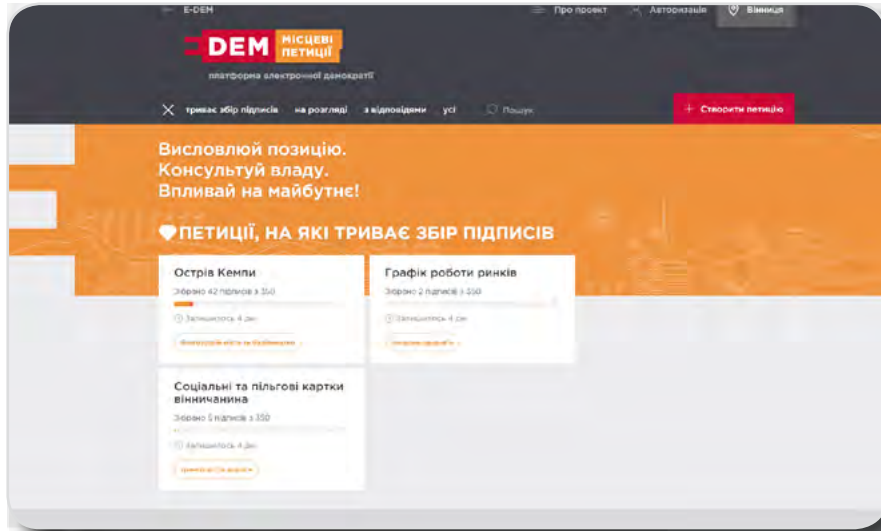 E-DEM
Про проект
Авторизація
Вінниця
DEM МІСЦЕВІ ПЕТИЦІЇ
платформа електронної демократії
триває збір підписів на розгляді з відповідями усі Пошук
Створити петицію
Висловлюй позицію.
Консультуй владу.
Впливай на майбутнє!
ПЕТИЦІЇ, НА ЯКІ ТРИВАЄ ЗБІР ПІДПИСІВ
Острів Кемпи
Зібрано 42 підписів з 350
Залишилось 4 дні
Графік роботи ринків
Зібрано 2 підписів з 350
Залишилось 4 дні
Соціальні та пільгові картки
вінничанина
Зібрано 5 підписів з 350
Залишилось 4 дні